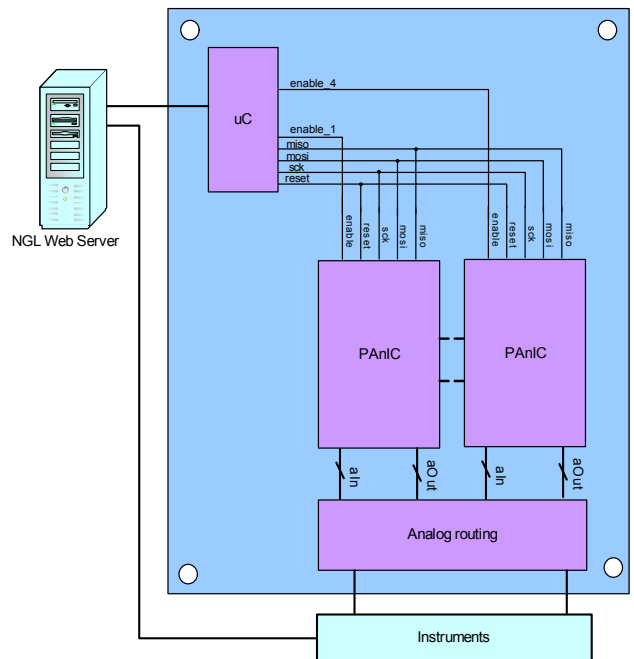 enable_4
uC
enable_1
miso
mosi
sck
reset
NGL Web Server
enable
reset
sck
mosi
miso
enable
reset
sck
mosi
miso
PAnIC
PAnIC
aIn
aOut
aIn
aOut
Analog routing
Instruments